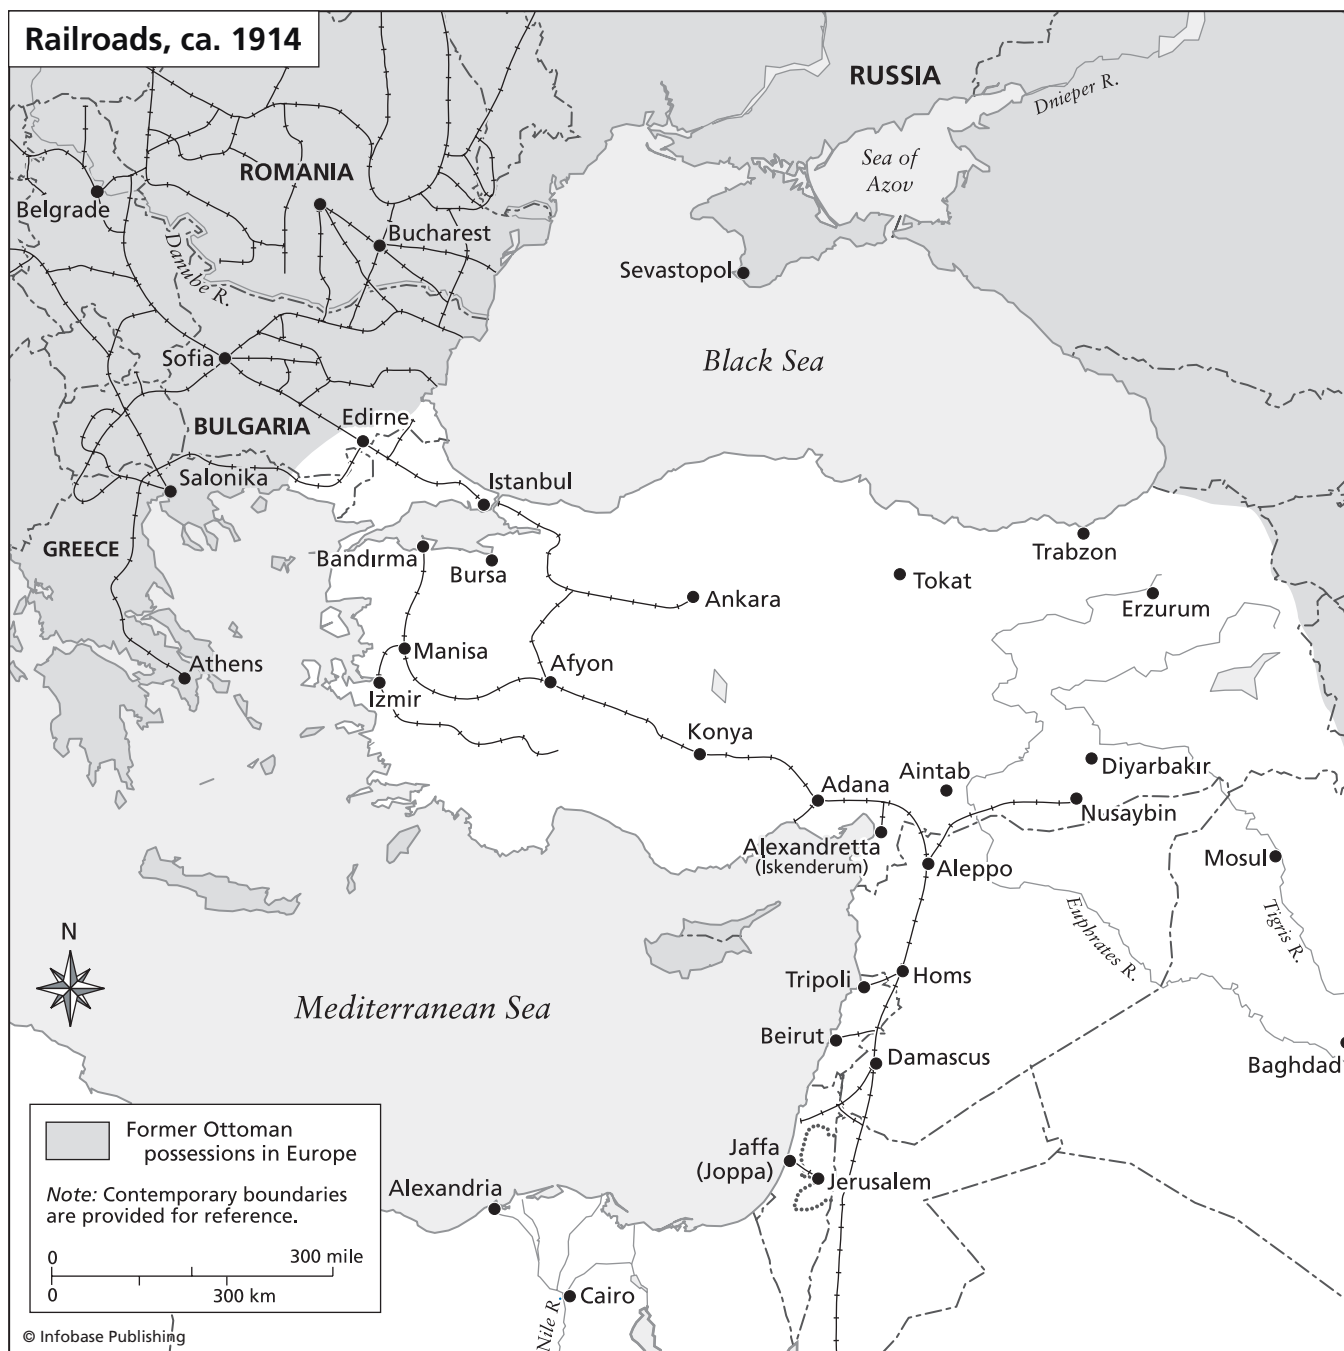 Railroads, ca. 1914
RUSSIA
Dnieper R.
Sea of
Azov
ROMANIA
Belgrade
Bucharest
Danube R.
Sevastopol
Black Sea
Sofia
BULGARIA
Edirne
Salonika
Istanbul
GREECE
Bandırma
Bursa
Trabzon
Tokat
Ankara
Erzurum
Manisa
Athens
Afyon
Izmir
Konya
Adana
Aintab
Diyarbakır
Nusaybin
Alexandretta
(Iskenderum)
Aleppo
Mosul
Euphrates R.
Tigris R.
N
Tripoli
Homs
Mediterranean Sea
Beirut
Damascus
Baghdad
Former Ottoman
possessions in Europe
Note: Contemporary boundaries
are provided for reference.
0 300 mile
0 300 km
Jaffa
(Joppa)
Jerusalem
Alexandria
Cairo
Nile R.
© Infobase Publishing